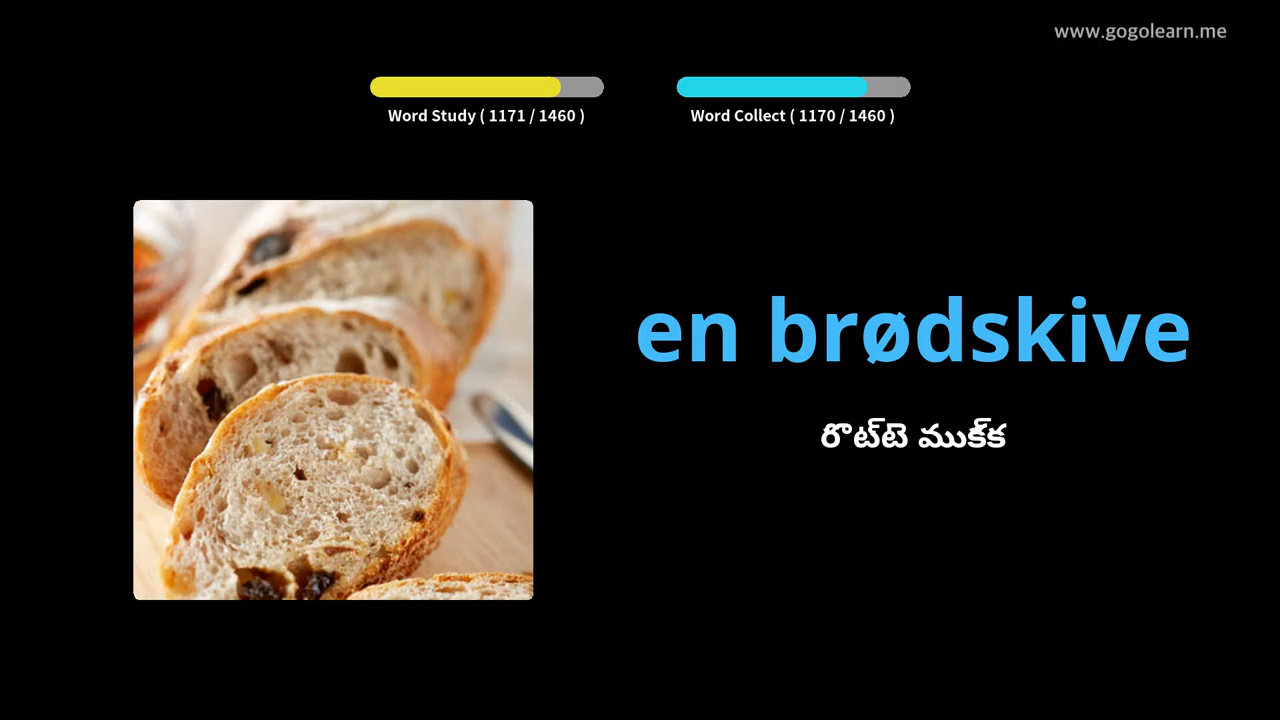 www.gogolearn.me
Word Study ( 1171 / 1460 )
Word Collect ( 1170 / 1460 )
en brødskive
రొట్‌టె ముక్‌క